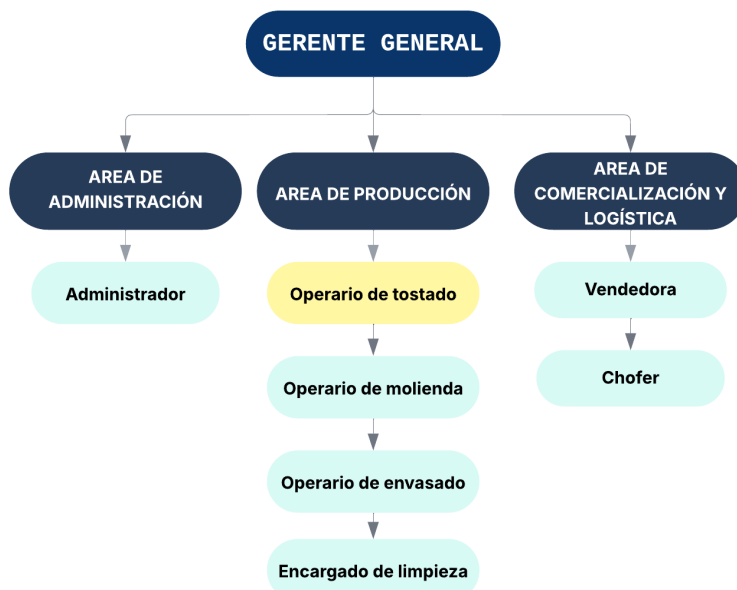 GERENTE GENERAL
AREA DE
ADMINISTRACIÓN
AREA DE PRODUCCIÓN
AREA DE
COMERCIALIZACIÓN Y
LOGÍSTICA
Administrador
Operario de tostado
Vendedora
Operario de molienda
Chofer
Operario de envasado
Encargado de limpieza